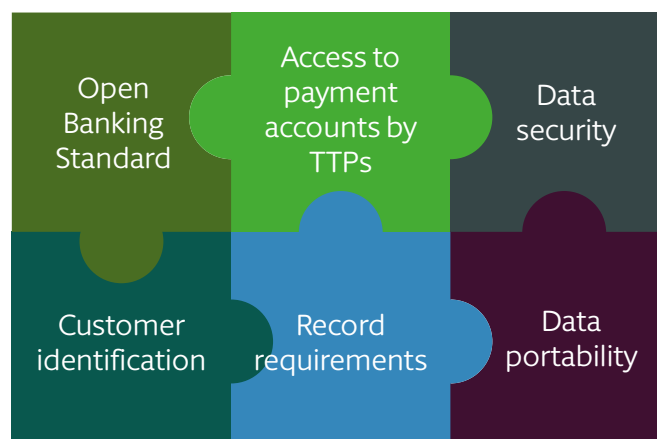 Open
Banking
Standard
Access to
payment
accounts by
TTPs
Data
security
Customer
identification
Record
requirements
Data
portability